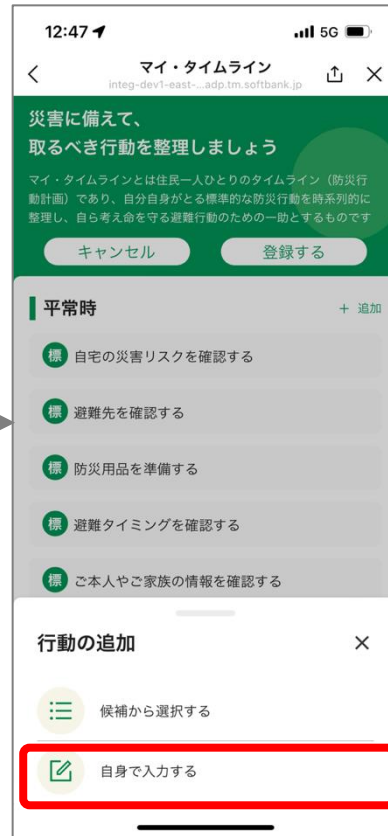 12:47
5G
マイ・タイムライン
integ-dev1-east-...adp.tm.softbank.jp
災害に備えて、
取るべき行動を整理しましょう
マイ・タイムラインとは住民一人ひとりのタイムライン（防災行
動計画）であり、自分自身がとる標準的な防災行動を時系列的に
整理し、自ら考え命を守る避難行動のための一助とするものです
キャンセル 登録する
平常時 + 追加
標 自宅の災害リスクを確認する
標 避難先を確認する
標 防災用品を準備する
標 避難タイミングを確認する
標 ご本人やご家族の情報を確認する
行動の追加
候補から選択する
自身で入力する